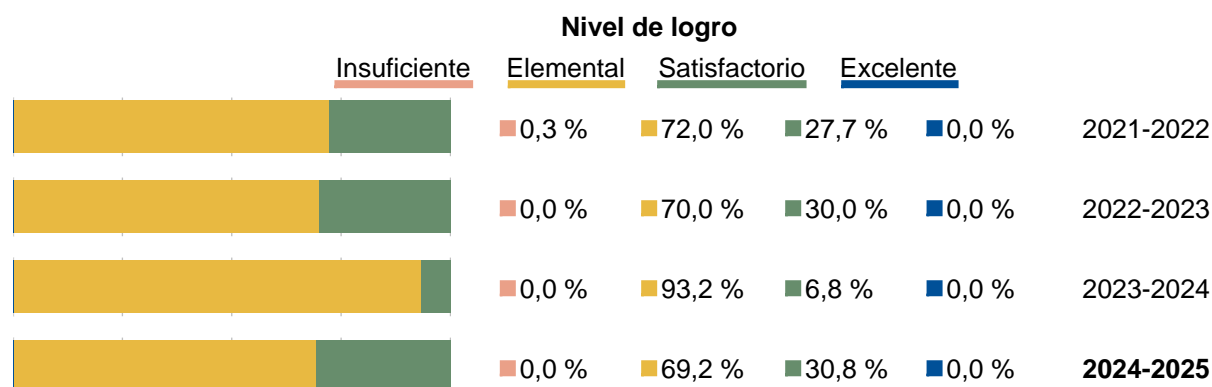 Nivel de logro
Insuficiente Elemental Satisfactorio Excelente
0,3 % 72,0 % 27,7 % 0,0 % 2021-2022
0,0 % 70,0 % 30,0 % 0,0 % 2022-2023
0,0 % 93,2 % 6,8 % 0,0 % 2023-2024
0,0 % 69,2 % 30,8 % 0,0 % 2024-2025